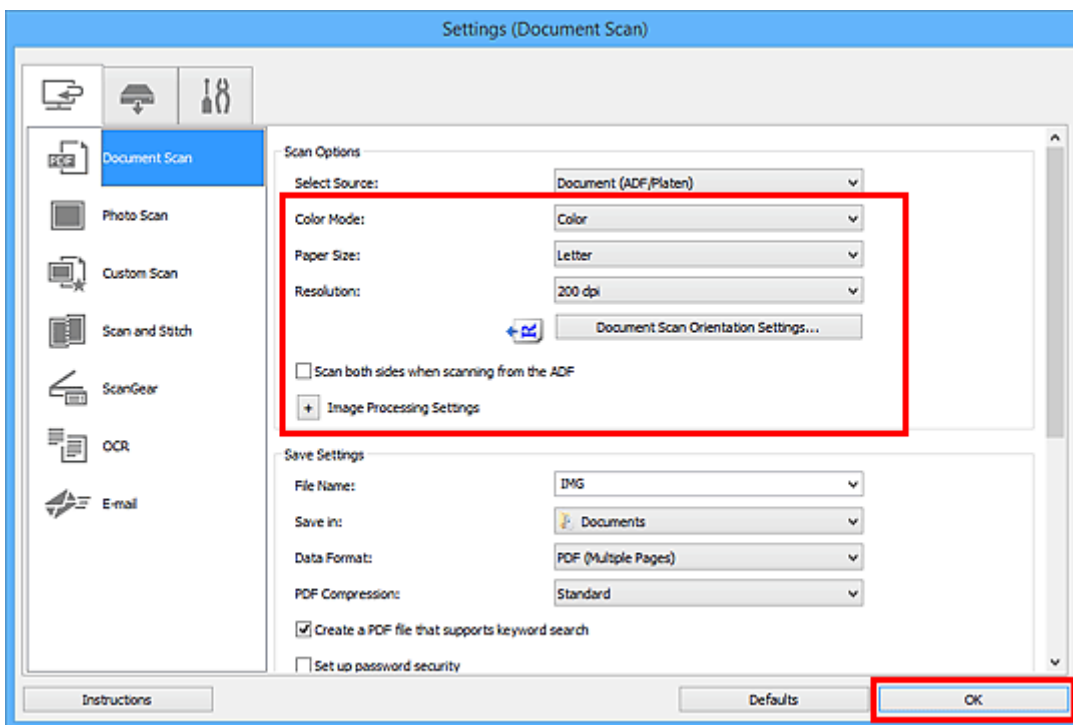 Settings (Document Scan)
PDF
Document Scan
Photo Scan
Custom Scan
Scan and Stitch
ScanGear
OCR
E-mail
Scan Options
Select Source: Document (ADF/Platen)
Color Mode: Color
Paper Size: Letter
Resolution: 200 dpi
R Document Scan Orientation Settings...
Scan both sides when scanning from the ADF
+ Image Processing Settings
Save Settings
File Name: IMG
Save in: Documents
Data Format: PDF (Multiple Pages)
PDF Compression: Standard
Create a PDF file that supports keyword search
Set up password security
Instructions Defaults OK